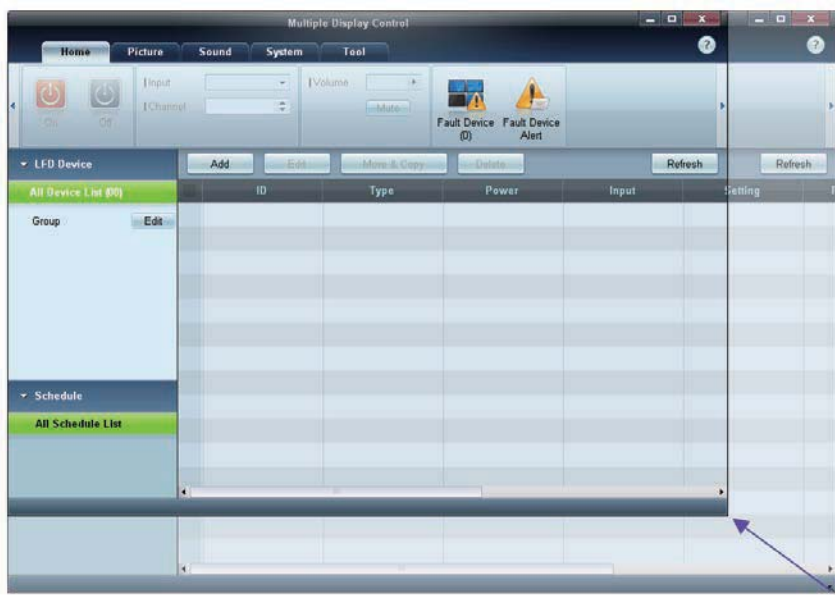 Multiple Display Control
Home Picture Sound System Tool
Input
Volume
On Off
Channel
Mute
Fault Device (0)
Fault Device Alert
LFD Device
Add Edit Move & Copy Delete Refresh Refresh
All Device List (00)
ID Type Power Input Setting
Group Edit
Schedule
All Schedule List